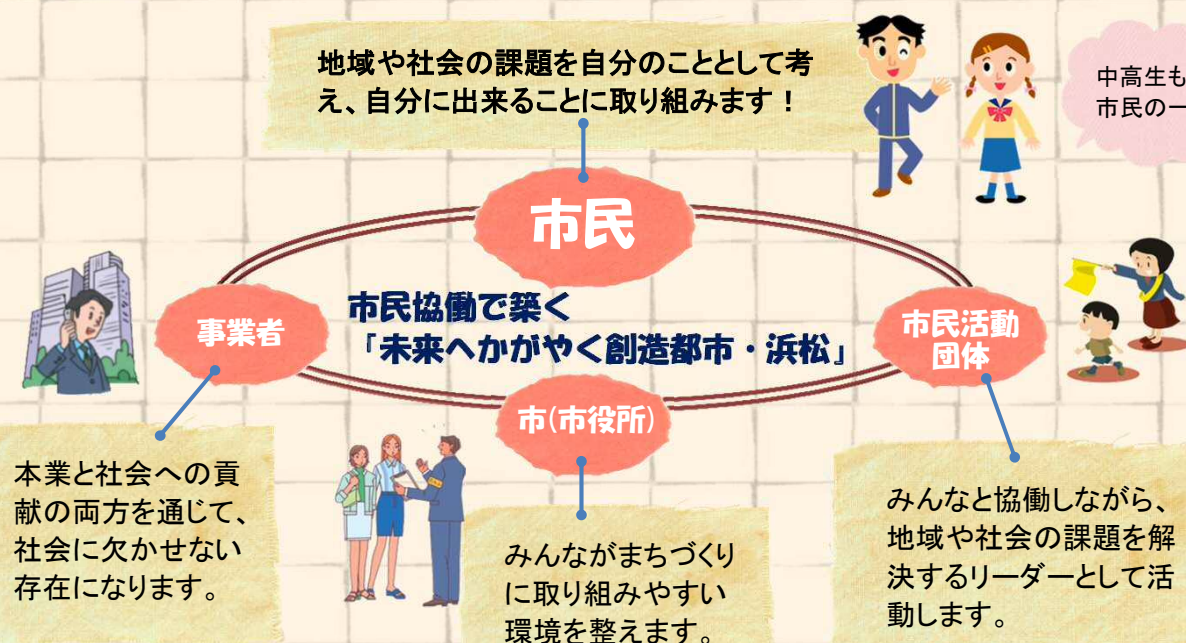 地域や社会の課題を自分のこととして考
え、自分に出来ることに取り組みます！
中高生も
市民の一
市民
市民協働で築く
「未来へかがやく創造都市・浜松」
事業者
市民活動
団体
市(市役所)
本業と社会への貢
献の両方を通じて、
社会に欠かせない
存在になります。
みんながまちづくり
に取り組みやすい
環境を整えます。
みんなと協働しながら、
地域や社会の課題を解
決するリーダーとして活
動します。